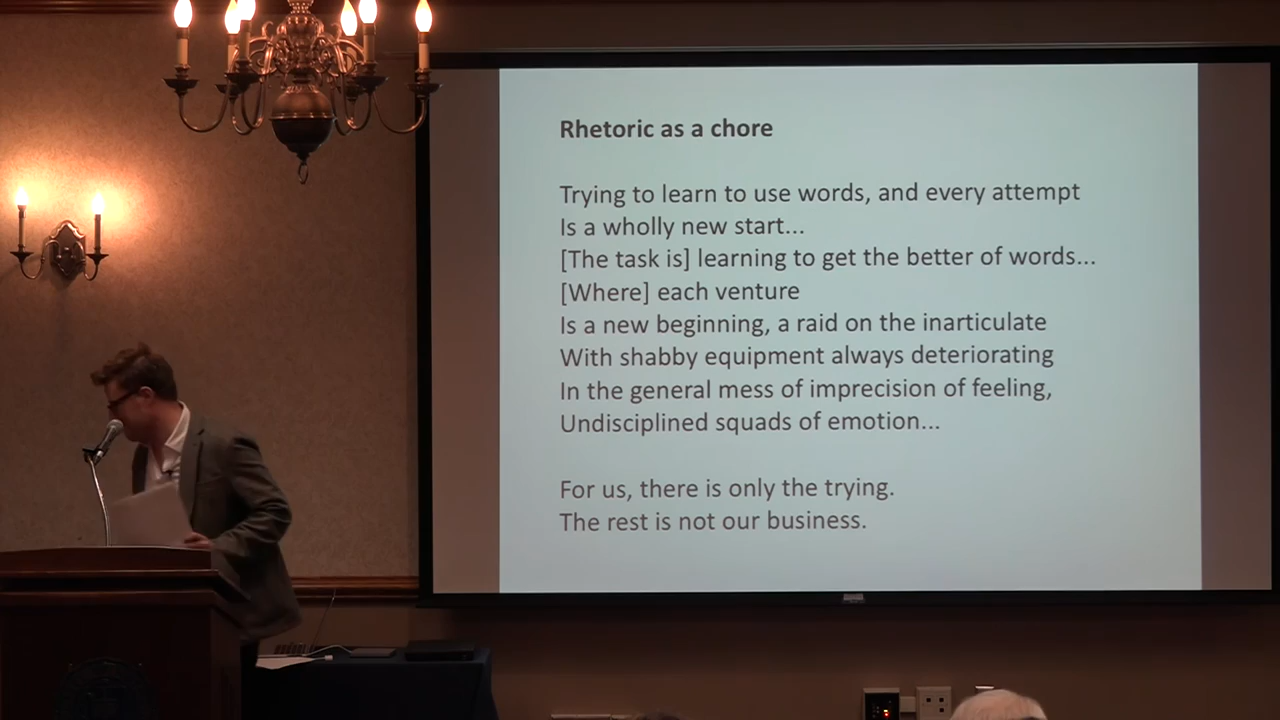 Rhetoric as a chore
Trying to learn to use words, and every attempt
Is a wholly new start...
[The task is] learning to get the better of words...
[Where] each venture
Is a new beginning, a raid on the inarticulate
With shabby equipment always deteriorating
In the general mess of imprecision of feeling,
Undisciplined squads of emotion...
For us, there is only the trying.
The rest is not our business.